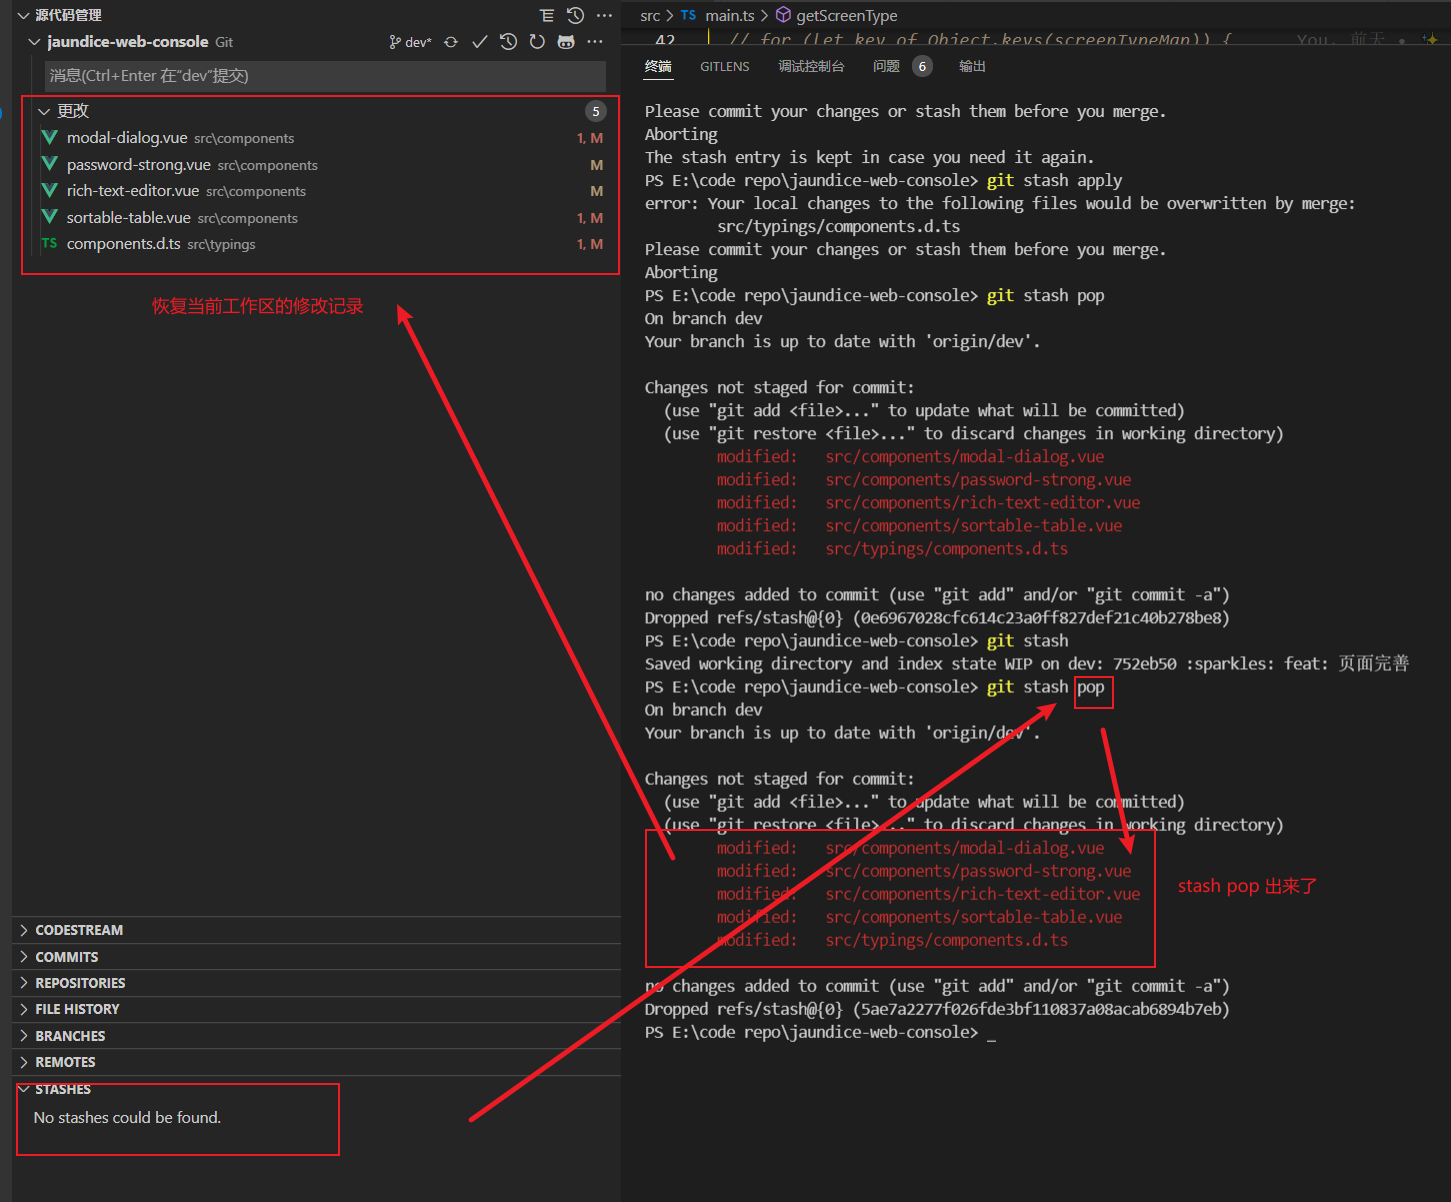 源代码管理
jaundice-web-console Git
dev*
消息(Ctrl+Enter 在"dev"提交)
更改
5
modal-dialog.vue src\components 1, M
password-strong.vue src\components M
rich-text-editor.vue src\components M
sortable-table.vue src\components 1, M
TS components.d.ts src\typings 1, M
恢复当前工作区的修改记录
CODESTREAM
COMMITS
REPOSITORIES
FILE HISTORY
BRANCHES
REMOTES
STASHES
No stashes could be found.
src > TS main.ts > getScreenType
42 // for (let key of Object.keys(screenTypeMap)) { You, 前天 •
终端 GITLENS 调试控制台 问题 6 输出
Please commit your changes or stash them before you merge.
Aborting
The stash entry is kept in case you need it again.
PS E:\code repo\jaundice-web-console> git stash apply
error: Your local changes to the following files would be overwritten by merge:
src/typings/components.d.ts
Please commit your changes or stash them before you merge.
Aborting
PS E:\code repo\jaundice-web-console> git stash pop
On branch dev
Your branch is up to date with 'origin/dev'.
Changes not staged for commit:
(use "git add <file>..." to update what will be committed)
(use "git restore <file>..." to discard changes in working directory)
modified: src/components/modal-dialog.vue
modified: src/components/password-strong.vue
modified: src/components/rich-text-editor.vue
modified: src/components/sortable-table.vue
modified: src/typings/components.d.ts
no changes added to commit (use "git add" and/or "git commit -a")
Dropped refs/stash@{0} (0e6967028cfc614c23a0ff827def21c40b278be8)
PS E:\code repo\jaundice-web-console> git stash
Saved working directory and index state WIP on dev: 752eb50 :sparkles: feat: 页面完善
PS E:\code repo\jaundice-web-console> git stash pop
On branch dev
Your branch is up to date with 'origin/dev'.
Changes not staged for commit:
(use "git add <file>..." to update what will be committed)
(use "git restore <file>..." to discard changes in working directory)
modified: src/components/modal-dialog.vue
modified: src/components/password-strong.vue
modified: src/components/rich-text-editor.vue
modified: src/components/sortable-table.vue
modified: src/typings/components.d.ts
stash pop 出来了
no changes added to commit (use "git add" and/or "git commit -a")
Dropped refs/stash@{0} (5ae7a2277f026fde3bf110837a08acab6894b7eb)
PS E:\code repo\jaundice-web-console> _